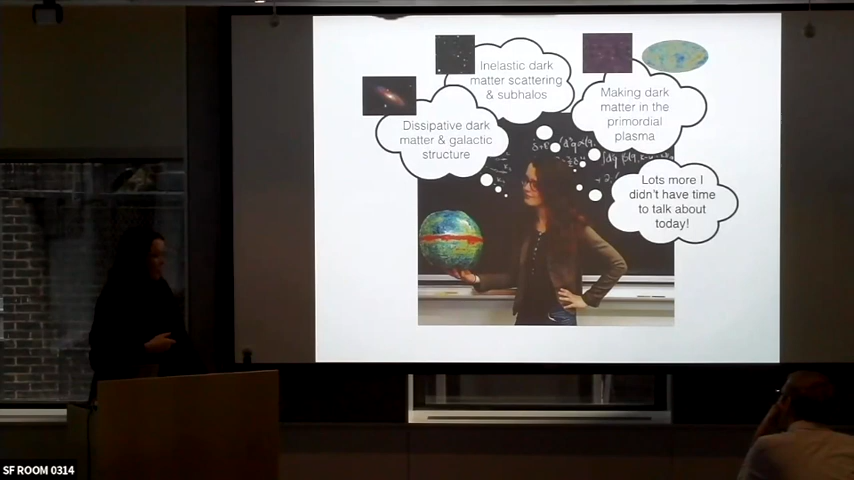 Inelastic dark
matter scattering
& subhalos
Making dark
matter in the
primordial
plasma
Dissipative dark
matter & galactic
structure
Lots more I
didn't have time
to talk about
today!
SF ROOM 0314